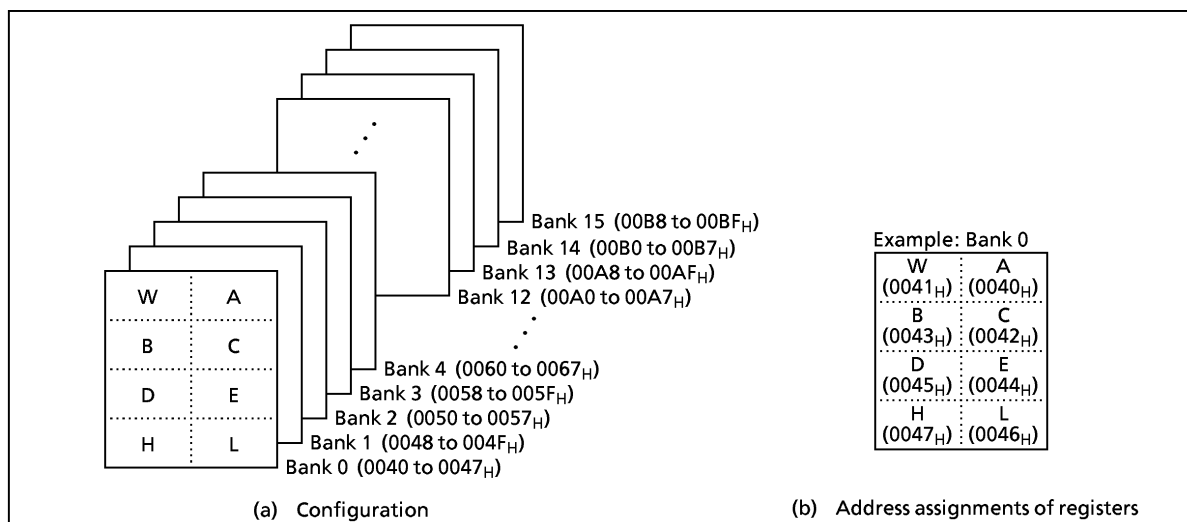 Bank 15 (00B8 to 00BFH)
Bank 14 (00B0 to 00B7H)
Bank 13 (00A8 to 00AFH)
Bank 12 (00A0 to 00A7H)
Bank 4 (0060 to 0067H)
Bank 3 (0058 to 005FH)
Bank 2 (0050 to 0057H)
Bank 1 (0048 to 004FH)
Bank 0 (0040 to 0047H)
W A
B C
D E
H L
(a) Configuration
Example: Bank 0
W A
(0041H) (0040H)
B C
(0043H) (0042H)
D E
(0045H) (0044H)
H L
(0047H) (0046H)
(b) Address assignments of registers